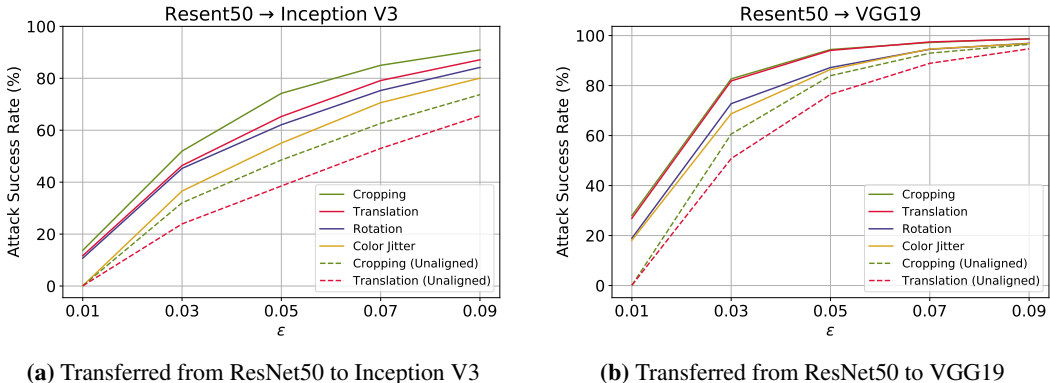 Resent50 → Inception V3
Attack Success Rate (%)
100
80
60
40
20
0
0.01 0.03 0.05 0.07 0.09
ε
Cropping
Translation
Rotation
Color Jitter
Cropping (Unaligned)
Translation (Unaligned)
(a) Transferred from ResNet50 to Inception V3
Resent50 → VGG19
Attack Success Rate (%)
100
80
60
40
20
0
0.01 0.03 0.05 0.07 0.09
ε
Cropping
Translation
Rotation
Color Jitter
Cropping (Unaligned)
Translation (Unaligned)
(b) Transferred from ResNet50 to VGG19